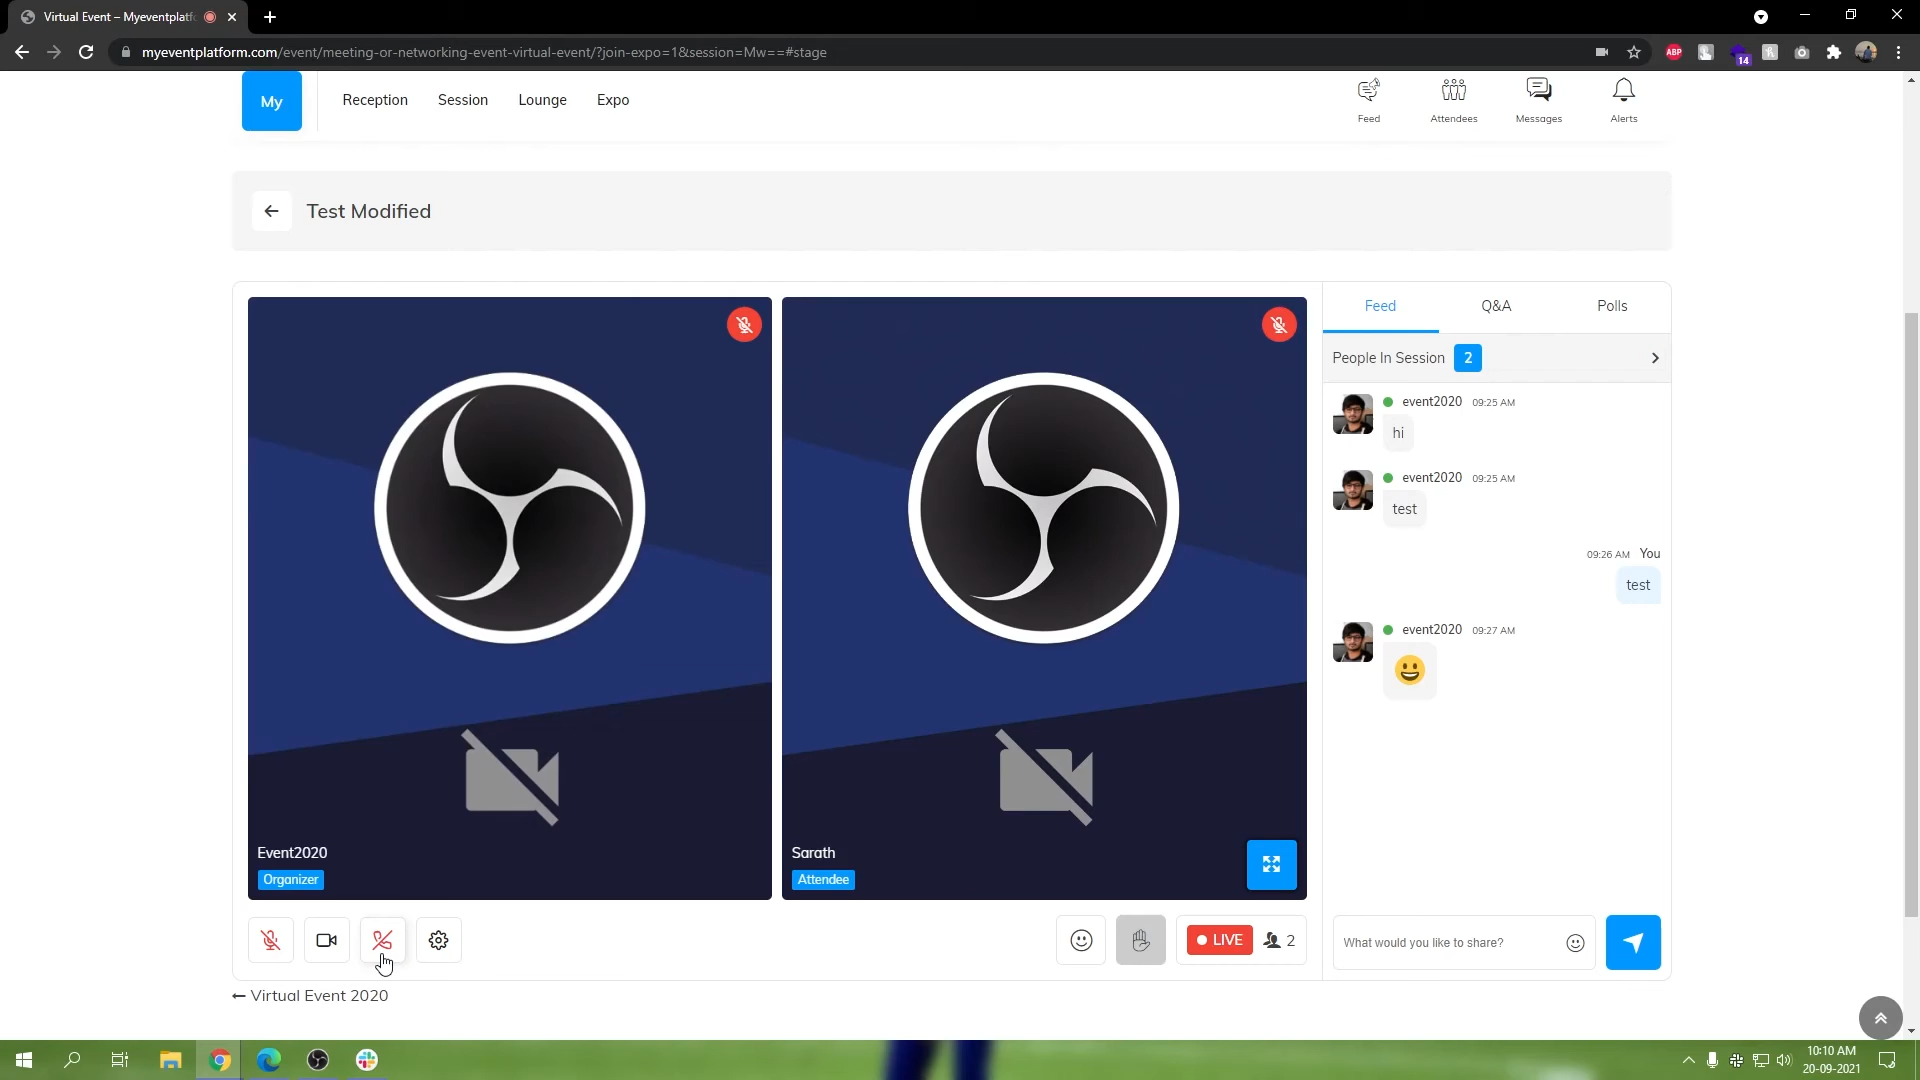 Virtual Event – Myeventplatf
myeventplatform.com/event/meeting-or-networking-event-virtual-event/?join-expo=1&session=Mw==#stage
ABP
14
My
Reception
Session
Lounge
Expo
Feed
Attendees
Messages
Alerts
Test Modified
Event2020
Organizer
Sarath
Attendee
LIVE
2
Feed
Q&A
Polls
People In Session 2
event2020 09:25 AM
hi
event2020 09:25 AM
test
09:26 AM You
test
event2020 09:27 AM
What would you like to share?
← Virtual Event 2020
10:10 AM
20-09-2021